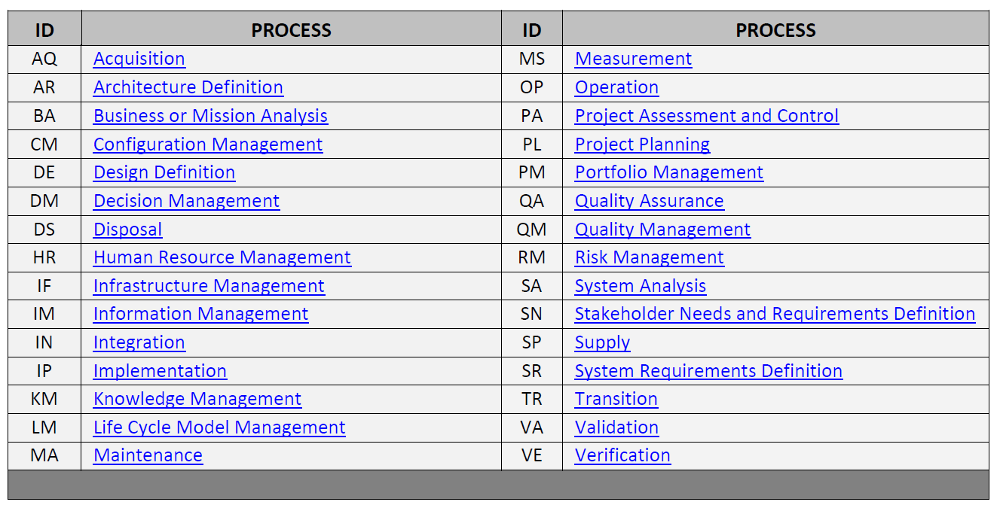 ID PROCESS ID PROCESS
AQ Acquisition MS Measurement
AR Architecture Definition OP Operation
BA Business or Mission Analysis PA Project Assessment and Control
CM Configuration Management PL Project Planning
DE Design Definition PM Portfolio Management
DM Decision Management QA Quality Assurance
DS Disposal QM Quality Management
HR Human Resource Management RM Risk Management
IF Infrastructure Management SA System Analysis
IM Information Management SN Stakeholder Needs and Requirements Definition
IN Integration SP Supply
IP Implementation SR System Requirements Definition
KM Knowledge Management TR Transition
LM Life Cycle Model Management VA Validation
MA Maintenance VE Verification